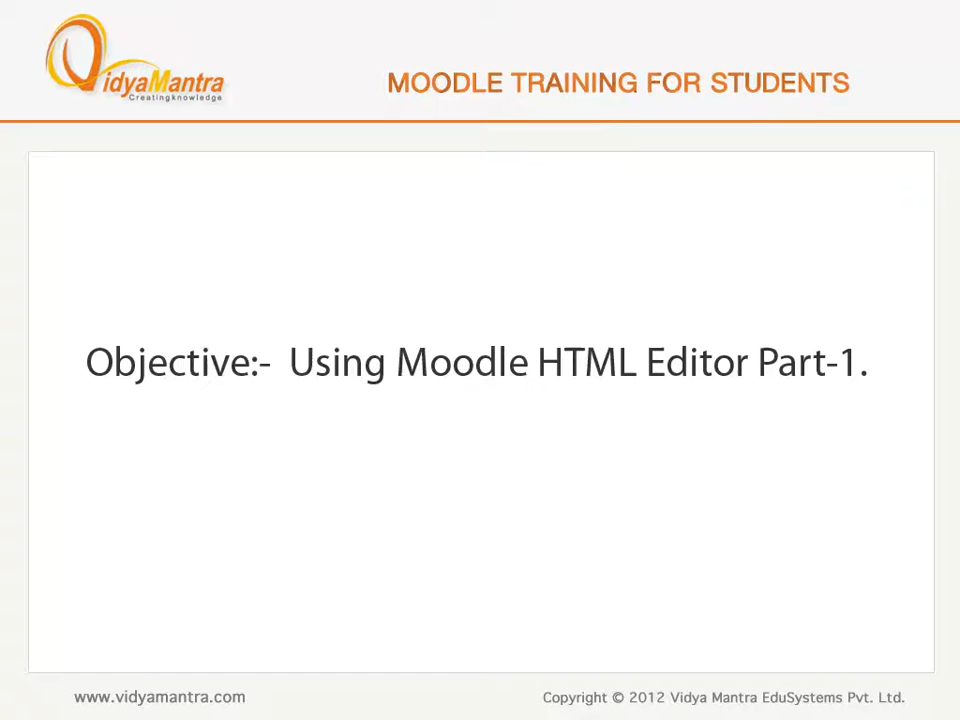 VidyaMantra
Creatingknowledge
MOODLE TRAINING FOR STUDENTS
Objective:- Using Moodle HTML Editor Part-1.
www.vidyamantra.com
Copyright © 2012 Vidya Mantra EduSystems Pvt. Ltd.